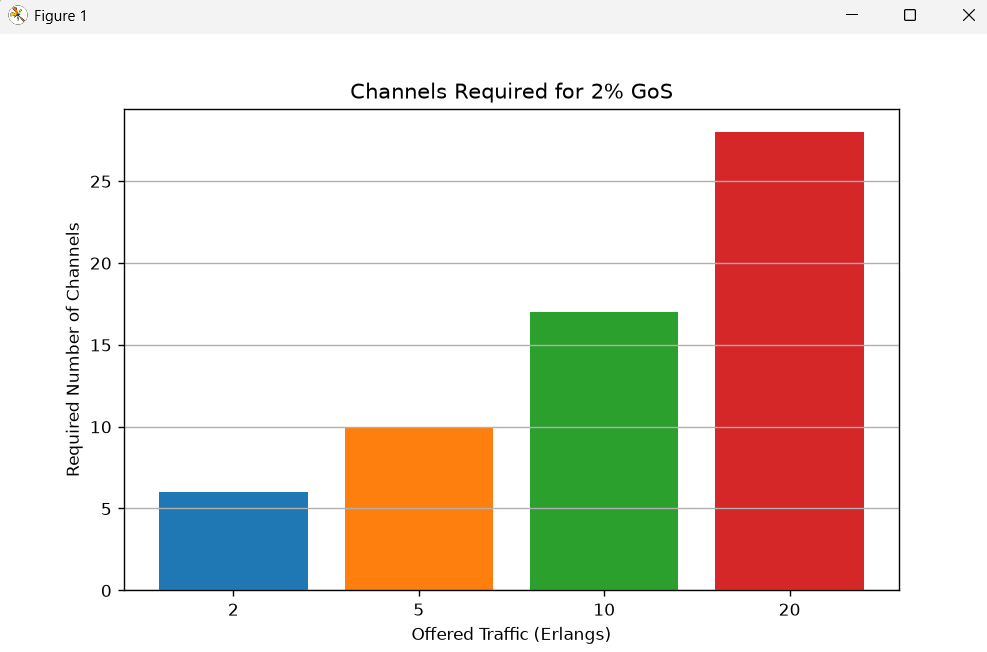 Figure 1
Channels Required for 2% GoS
Required Number of Channels
25
20
15
10
5
0
2 5 10 20
Offered Traffic (Erlangs)